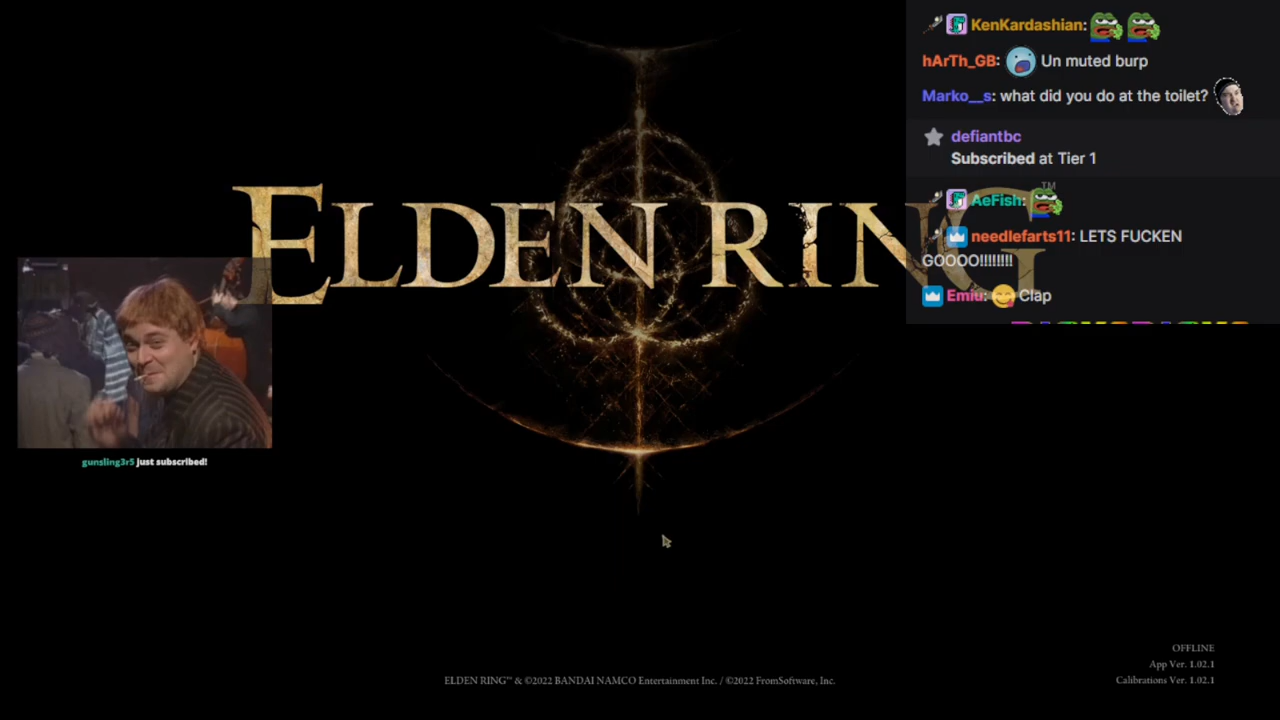 KenKardashian:
hArTh_GB: Un muted burp
Marko__s: what did you do at the toilet?
defiantbc
Subscribed at Tier 1
AeFish: ™
needlefarts11: LETS FUCKEN
GOOOO!!!!!!!!
Emiu: Clap
ELDEN RING
gunsling3r5 just subscribed!
OFFLINE
App Ver. 1.02.1
Calibrations Ver. 1.02.1
ELDEN RING™ & ©2022 BANDAI NAMCO Entertainment Inc. / ©2022 FromSoftware, Inc.